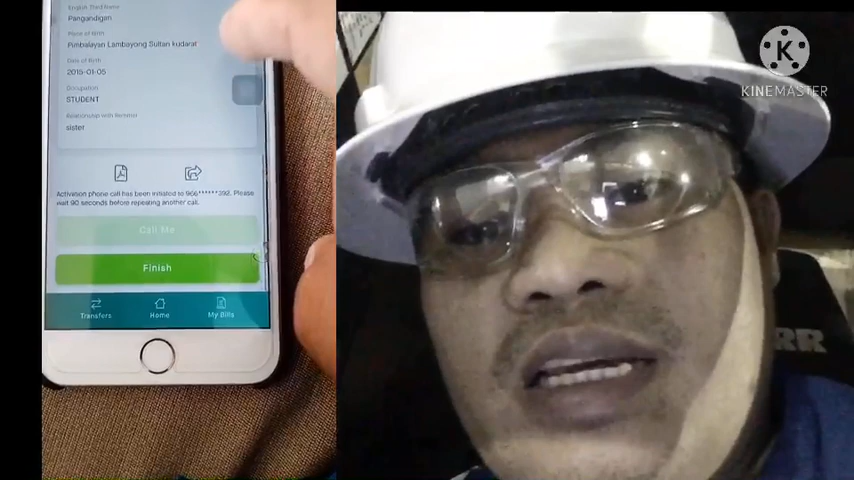 English Third Name
Pangandigan
Place of Birth
Pimbalayan Lambayong Sultan kudarat
Date of Birth
2015-01-05
Occupation
STUDENT
Relationship with Remitter
sister
Activation phone call has been initiated to 966******292. Please
wait 90 seconds before repeating another call.
Call Me
Finish
Transfers
Home
My Bills
K
KINEMASTER
RR